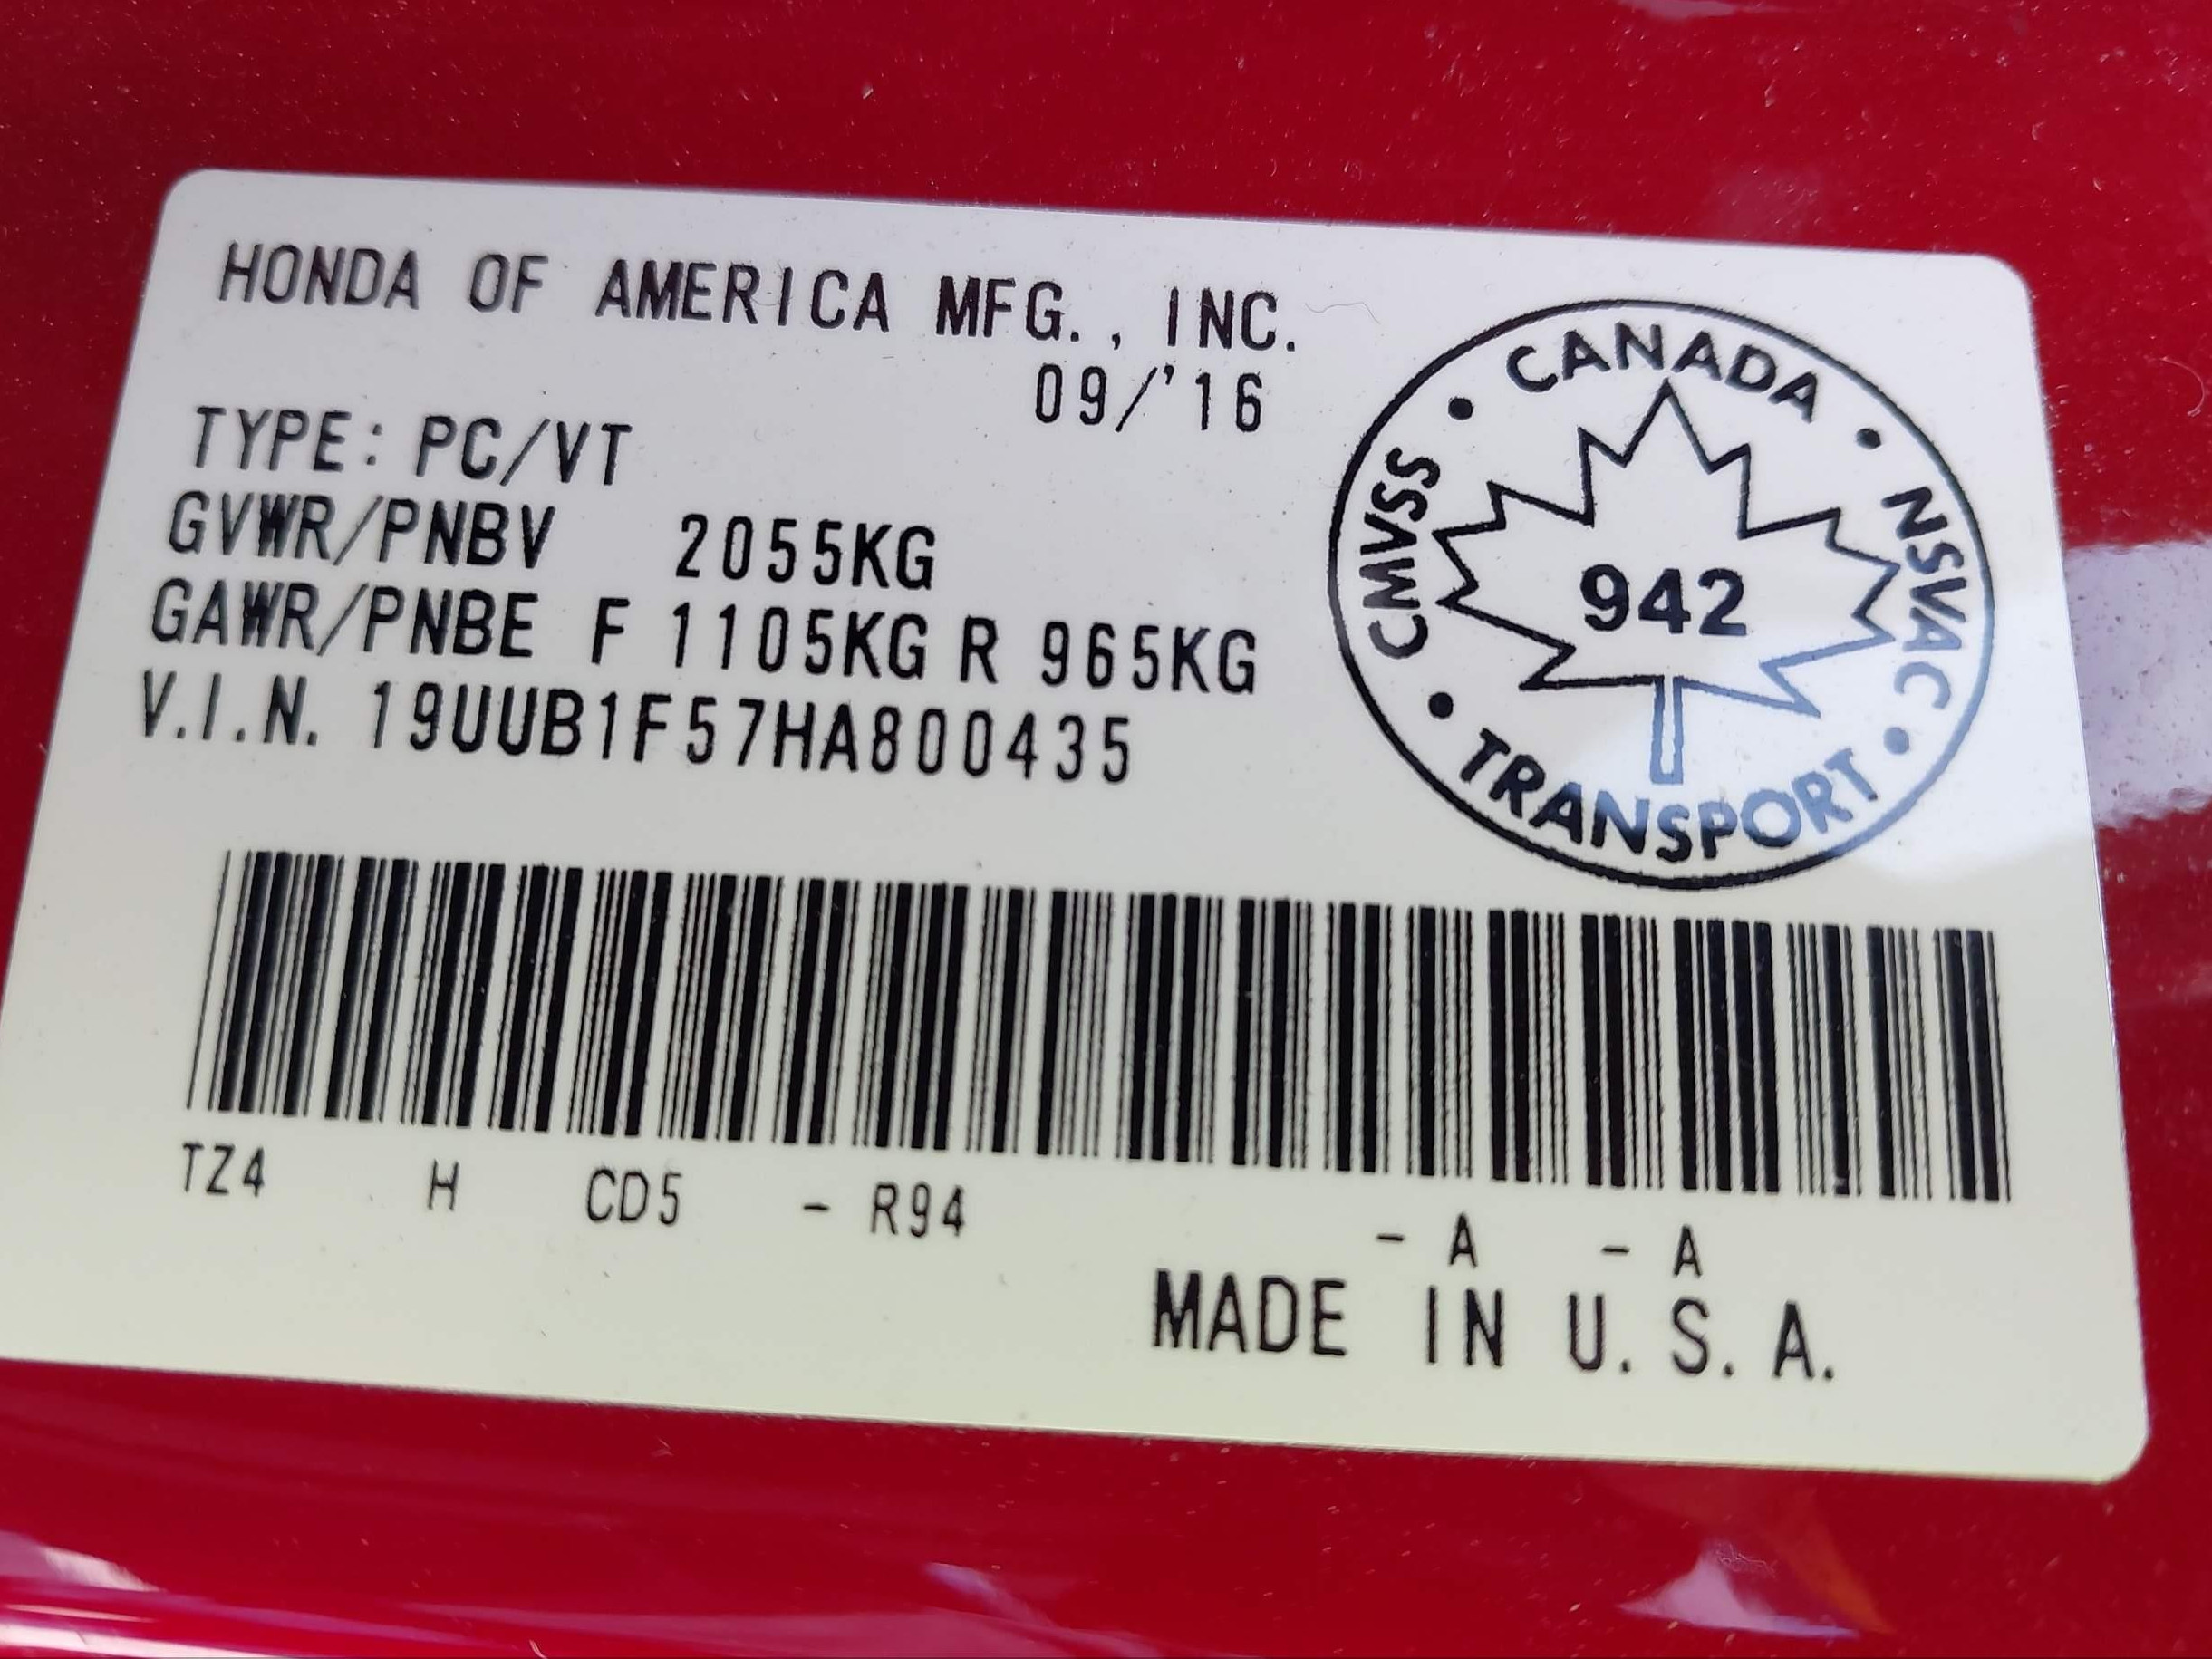 HONDA OF AMERICA MFG., INC.
09/'16
TYPE: PC/VT
GVWR/PNBV 2055KG
GAWR/PNBE F 1105KG R 965KG
V.I.N. 19UUB1F57HA800435
CANADA • NSVAC • TRANSPORT • CMVSS •
942
TZ4 H CD5 - R94 - A - A
MADE IN U.S.A.